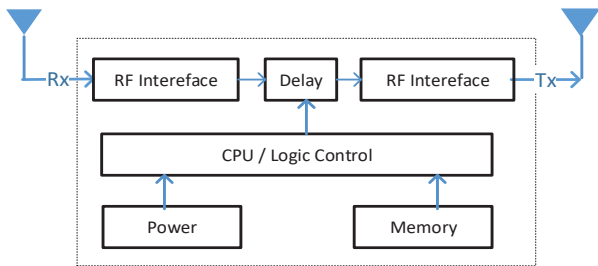 Rx
RF Intereface
Delay
RF Intereface
Tx
CPU / Logic Control
Power
Memory